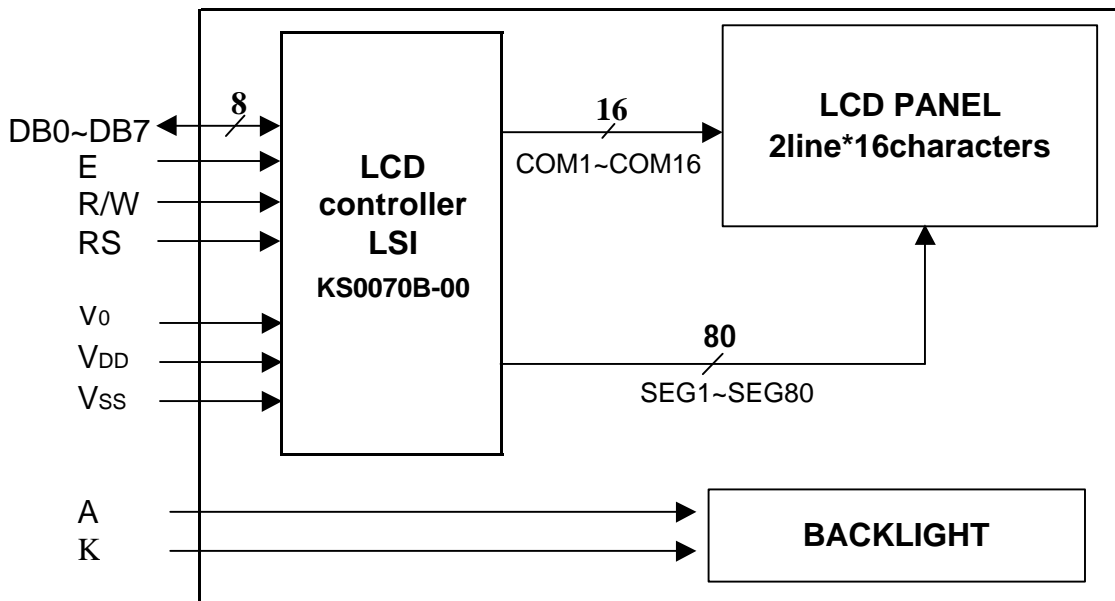 DB0~DB7
E
R/W
RS
V0
VDD
VSS
A
K
8
LCD
controller
LSI
KS0070B-00
16
COM1~COM16
80
SEG1~SEG80
LCD PANEL
2line*16characters
BACKLIGHT